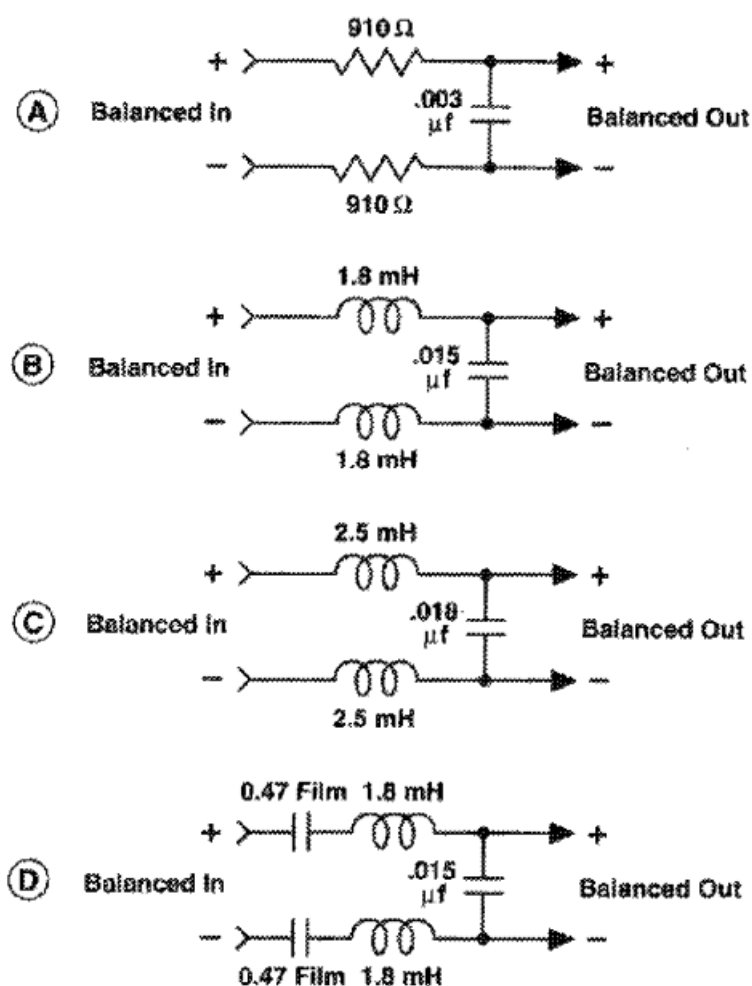 910 Ω
+ +
A Balanced In .003 μf Balanced Out
− −
910 Ω
1.8 mH
+ +
B Balanced In .015 μf Balanced Out
− −
1.8 mH
2.5 mH
+ +
C Balanced In .018 μf Balanced Out
− −
2.5 mH
0.47 Film 1.8 mH
+ +
D Balanced In .015 μf Balanced Out
− −
0.47 Film 1.8 mH